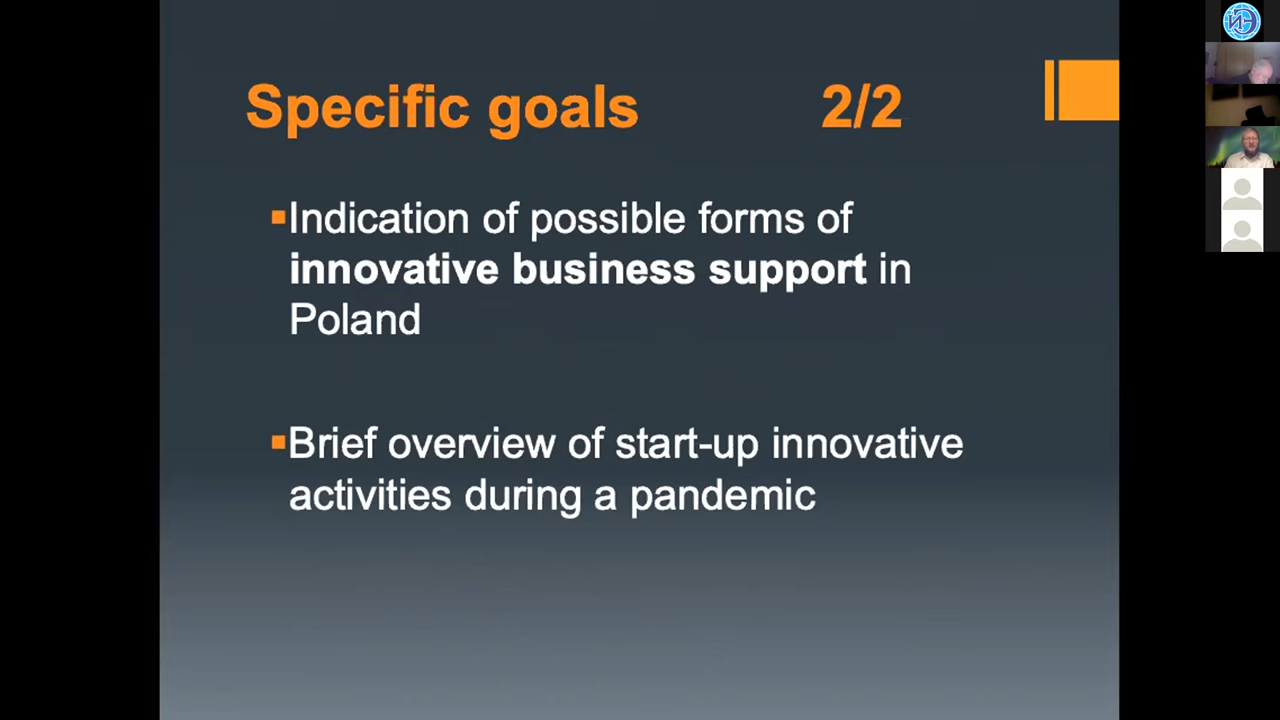 Specific goals 2/2
▪Indication of possible forms of
innovative business support in
Poland
▪Brief overview of start-up innovative
activities during a pandemic